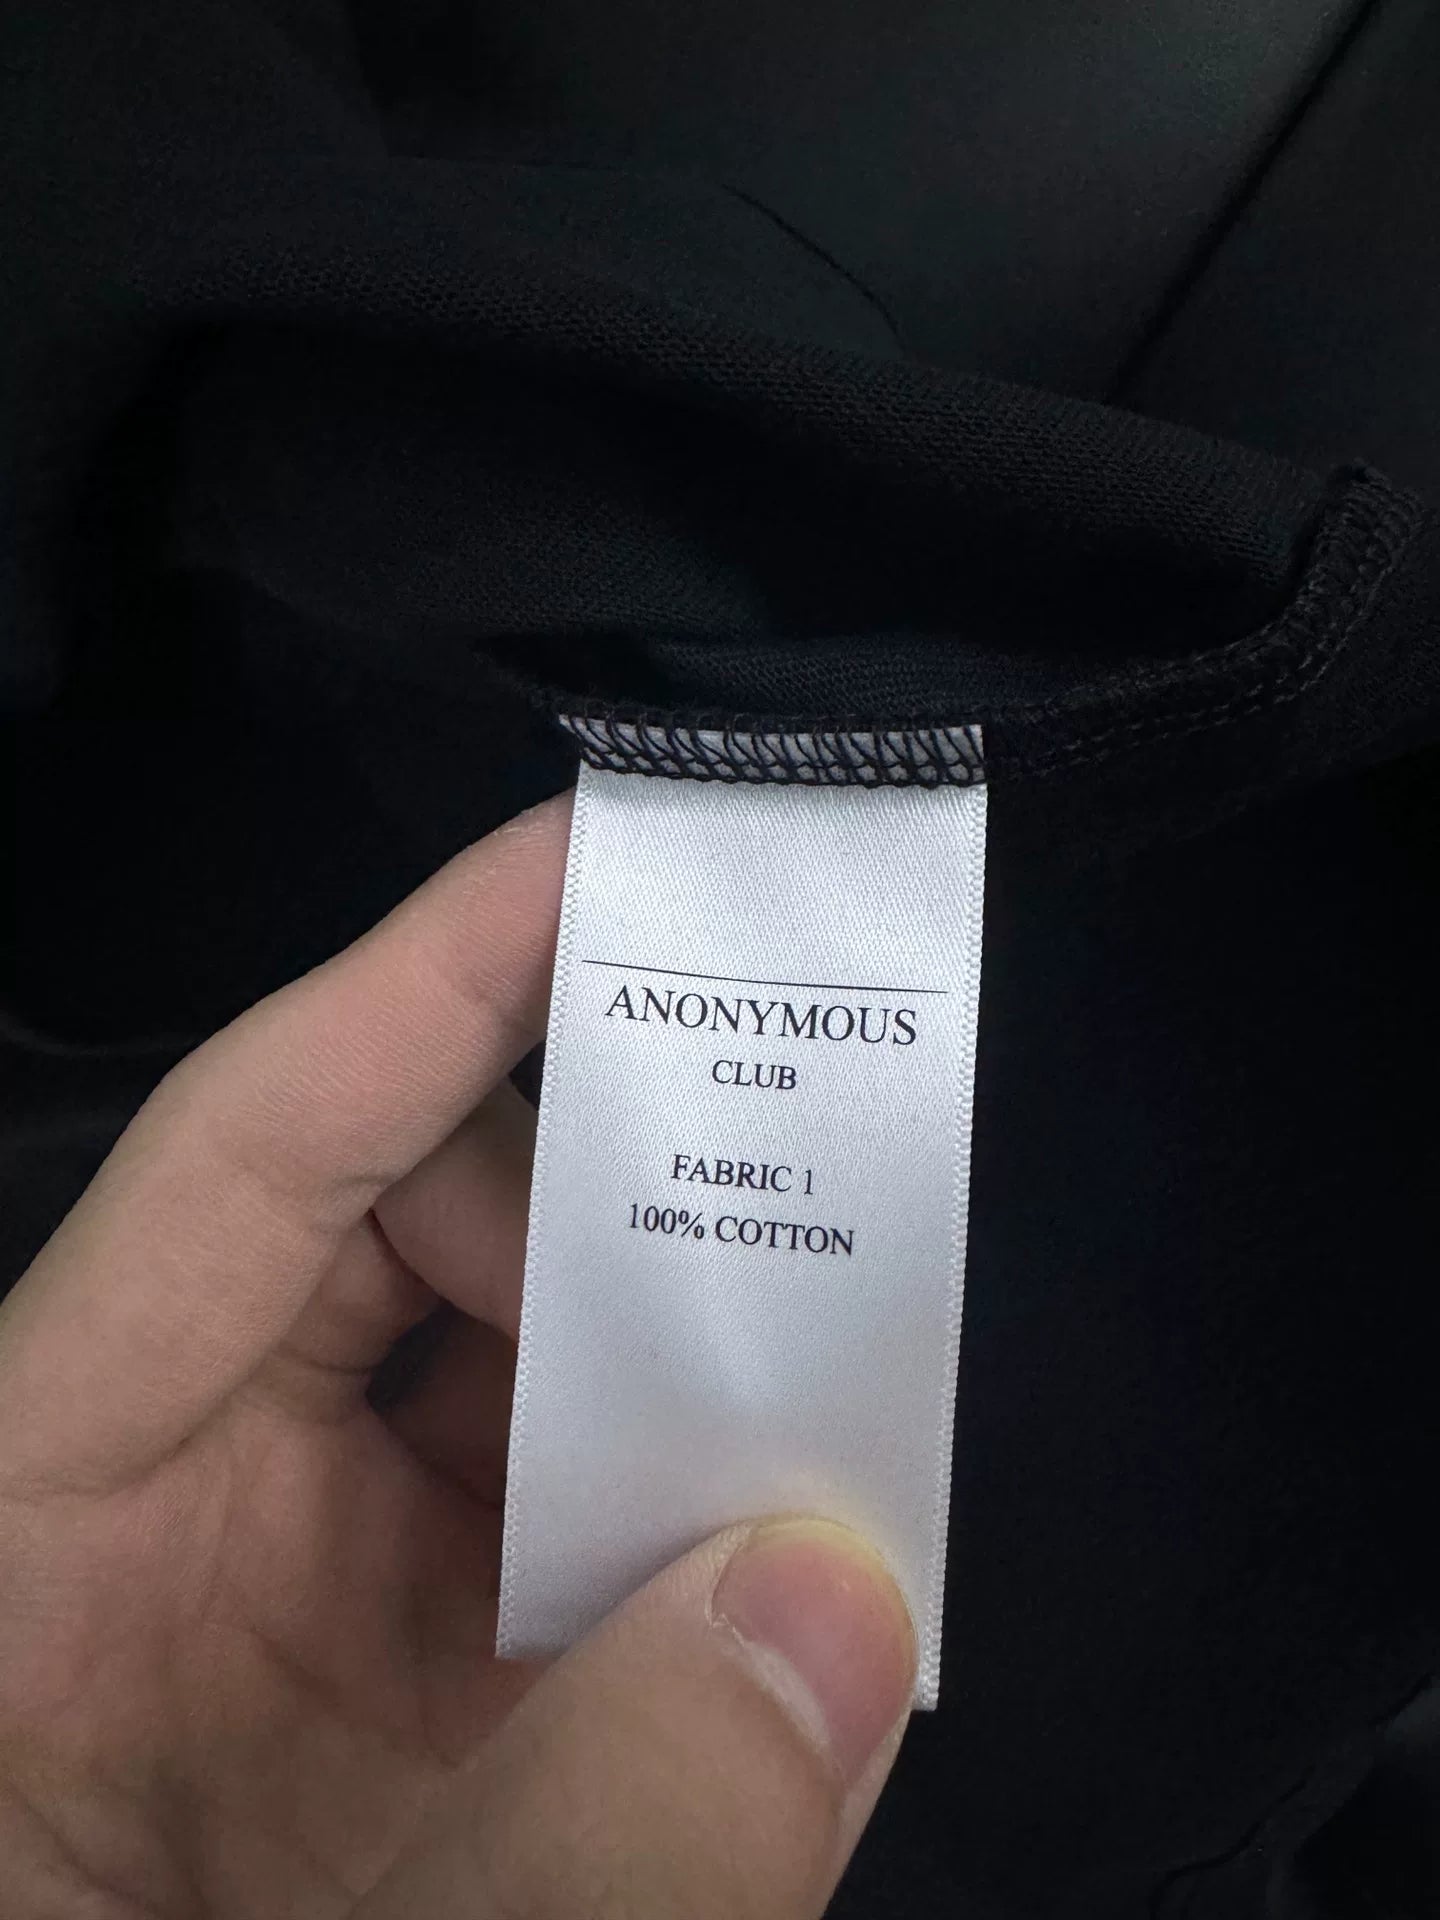 ANONYMOUS
CLUB
FABRIC 1
100% COTTON